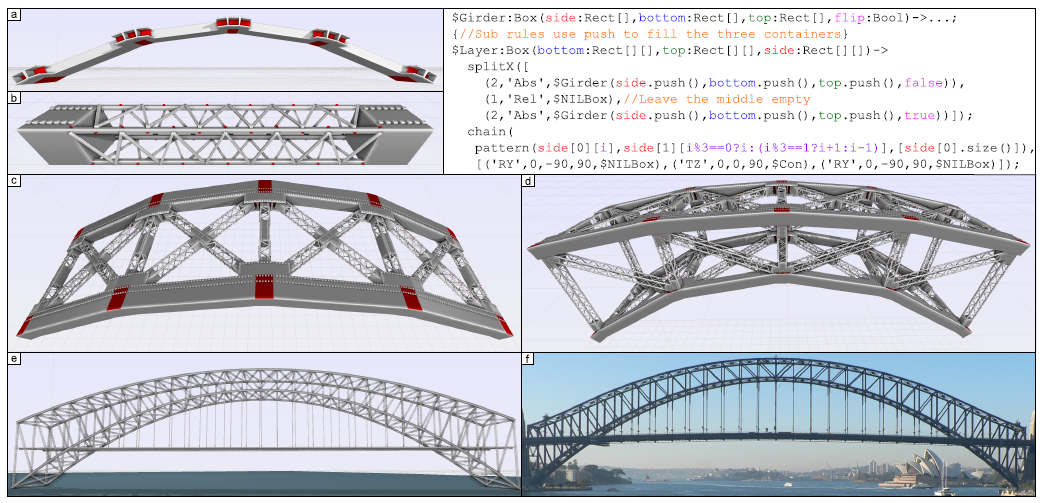 a
$Girder:Box(side:Rect[],bottom:Rect[],top:Rect[],flip:Bool)->...;
{//Sub rules use push to fill the three containers}
$Layer:Box(bottom:Rect[][],top:Rect[][],side:Rect[][])->
splitX([
(2,'Abs',$Girder(side.push(),bottom.push(),top.push(),false)),
(1,'Rel',$NILBox),//Leave the middle empty
(2,'Abs',$Girder(side.push(),bottom.push(),top.push(),true))]);
chain(
pattern(side[0][i],side[1][i%3==0?i:(i%3==1?i+1:i-1)],[side[0].size()]),
[('RY',0,-90,90,$NILBox),('TZ',0,0,90,$Con),('RY',0,-90,90,$NILBox)]);
b
c
d
e
f